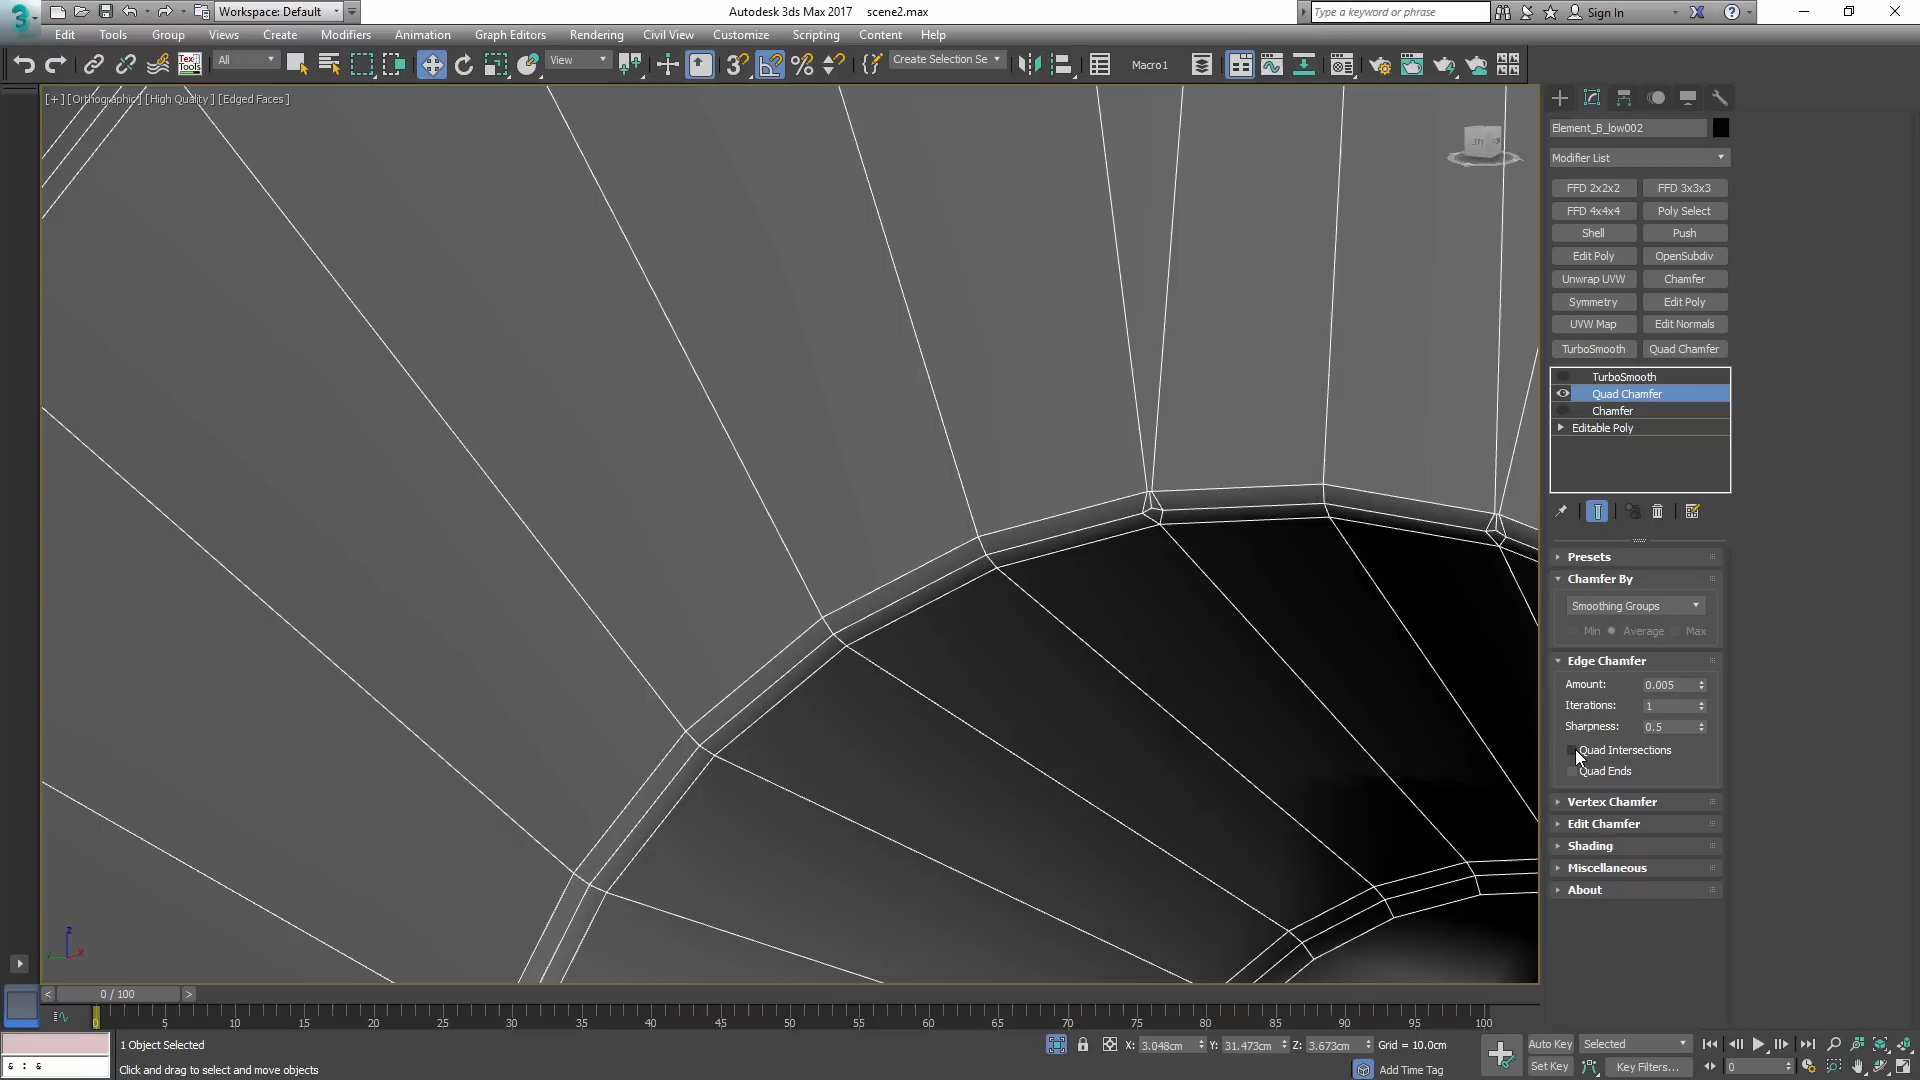 3
Workspace: Default
Autodesk 3ds Max 2017 scene2.max
Type a keyword or phrase
Sign In
Edit Tools Group Views Create Modifiers Animation Graph Editors Rendering Civil View Customize Scripting Content Help
TexTools
All
View
3
Create Selection Se
Macro1
[+] [Orthographic] [High Quality] [Edged Faces]
Element_B_low002
Modifier List
FFD 2x2x2 FFD 3x3x3
FFD 4x4x4 Poly Select
Shell Push
Edit Poly OpenSubdiv
Unwrap UVW Chamfer
Symmetry Edit Poly
UVW Map Edit Normals
TurboSmooth Quad Chamfer
TurboSmooth
Quad Chamfer
Chamfer
Editable Poly
Presets
Chamfer By
Smoothing Groups
Min Average Max
Edge Chamfer
Amount: 0.005
Iterations: 1
Sharpness: 0.5
Quad Intersections
Quad Ends
Vertex Chamfer
Edit Chamfer
Shading
Miscellaneous
About
z
y x
< 0 / 100 >
0 5 10 15 20 25 30 35 40 45 50 55 60 65 70 75 80 85 90 95 100
1 Object Selected
X: 3.048cm Y: 31.473cm Z: 3.673cm Grid = 10.0cm
Auto Key Selected
& : &
Click and drag to select and move objects
Add Time Tag
Set Key Key Filters...
0